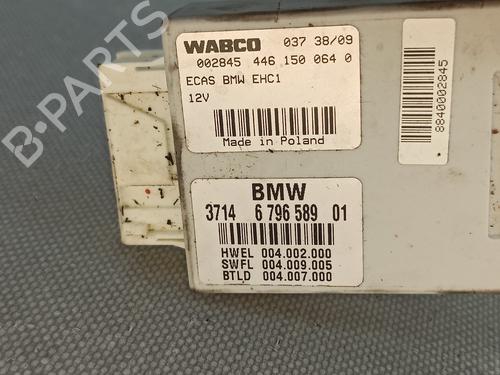 WABCO 037 38/09
002845 446 150 064 0
ECAS BMW EHC1
12V
Made in Poland
8840002845
BMW
3714 6 796 589 01
HWEL 004.002.000
SWFL 004.009.005
BTLD 004.007.000
B-PARTS